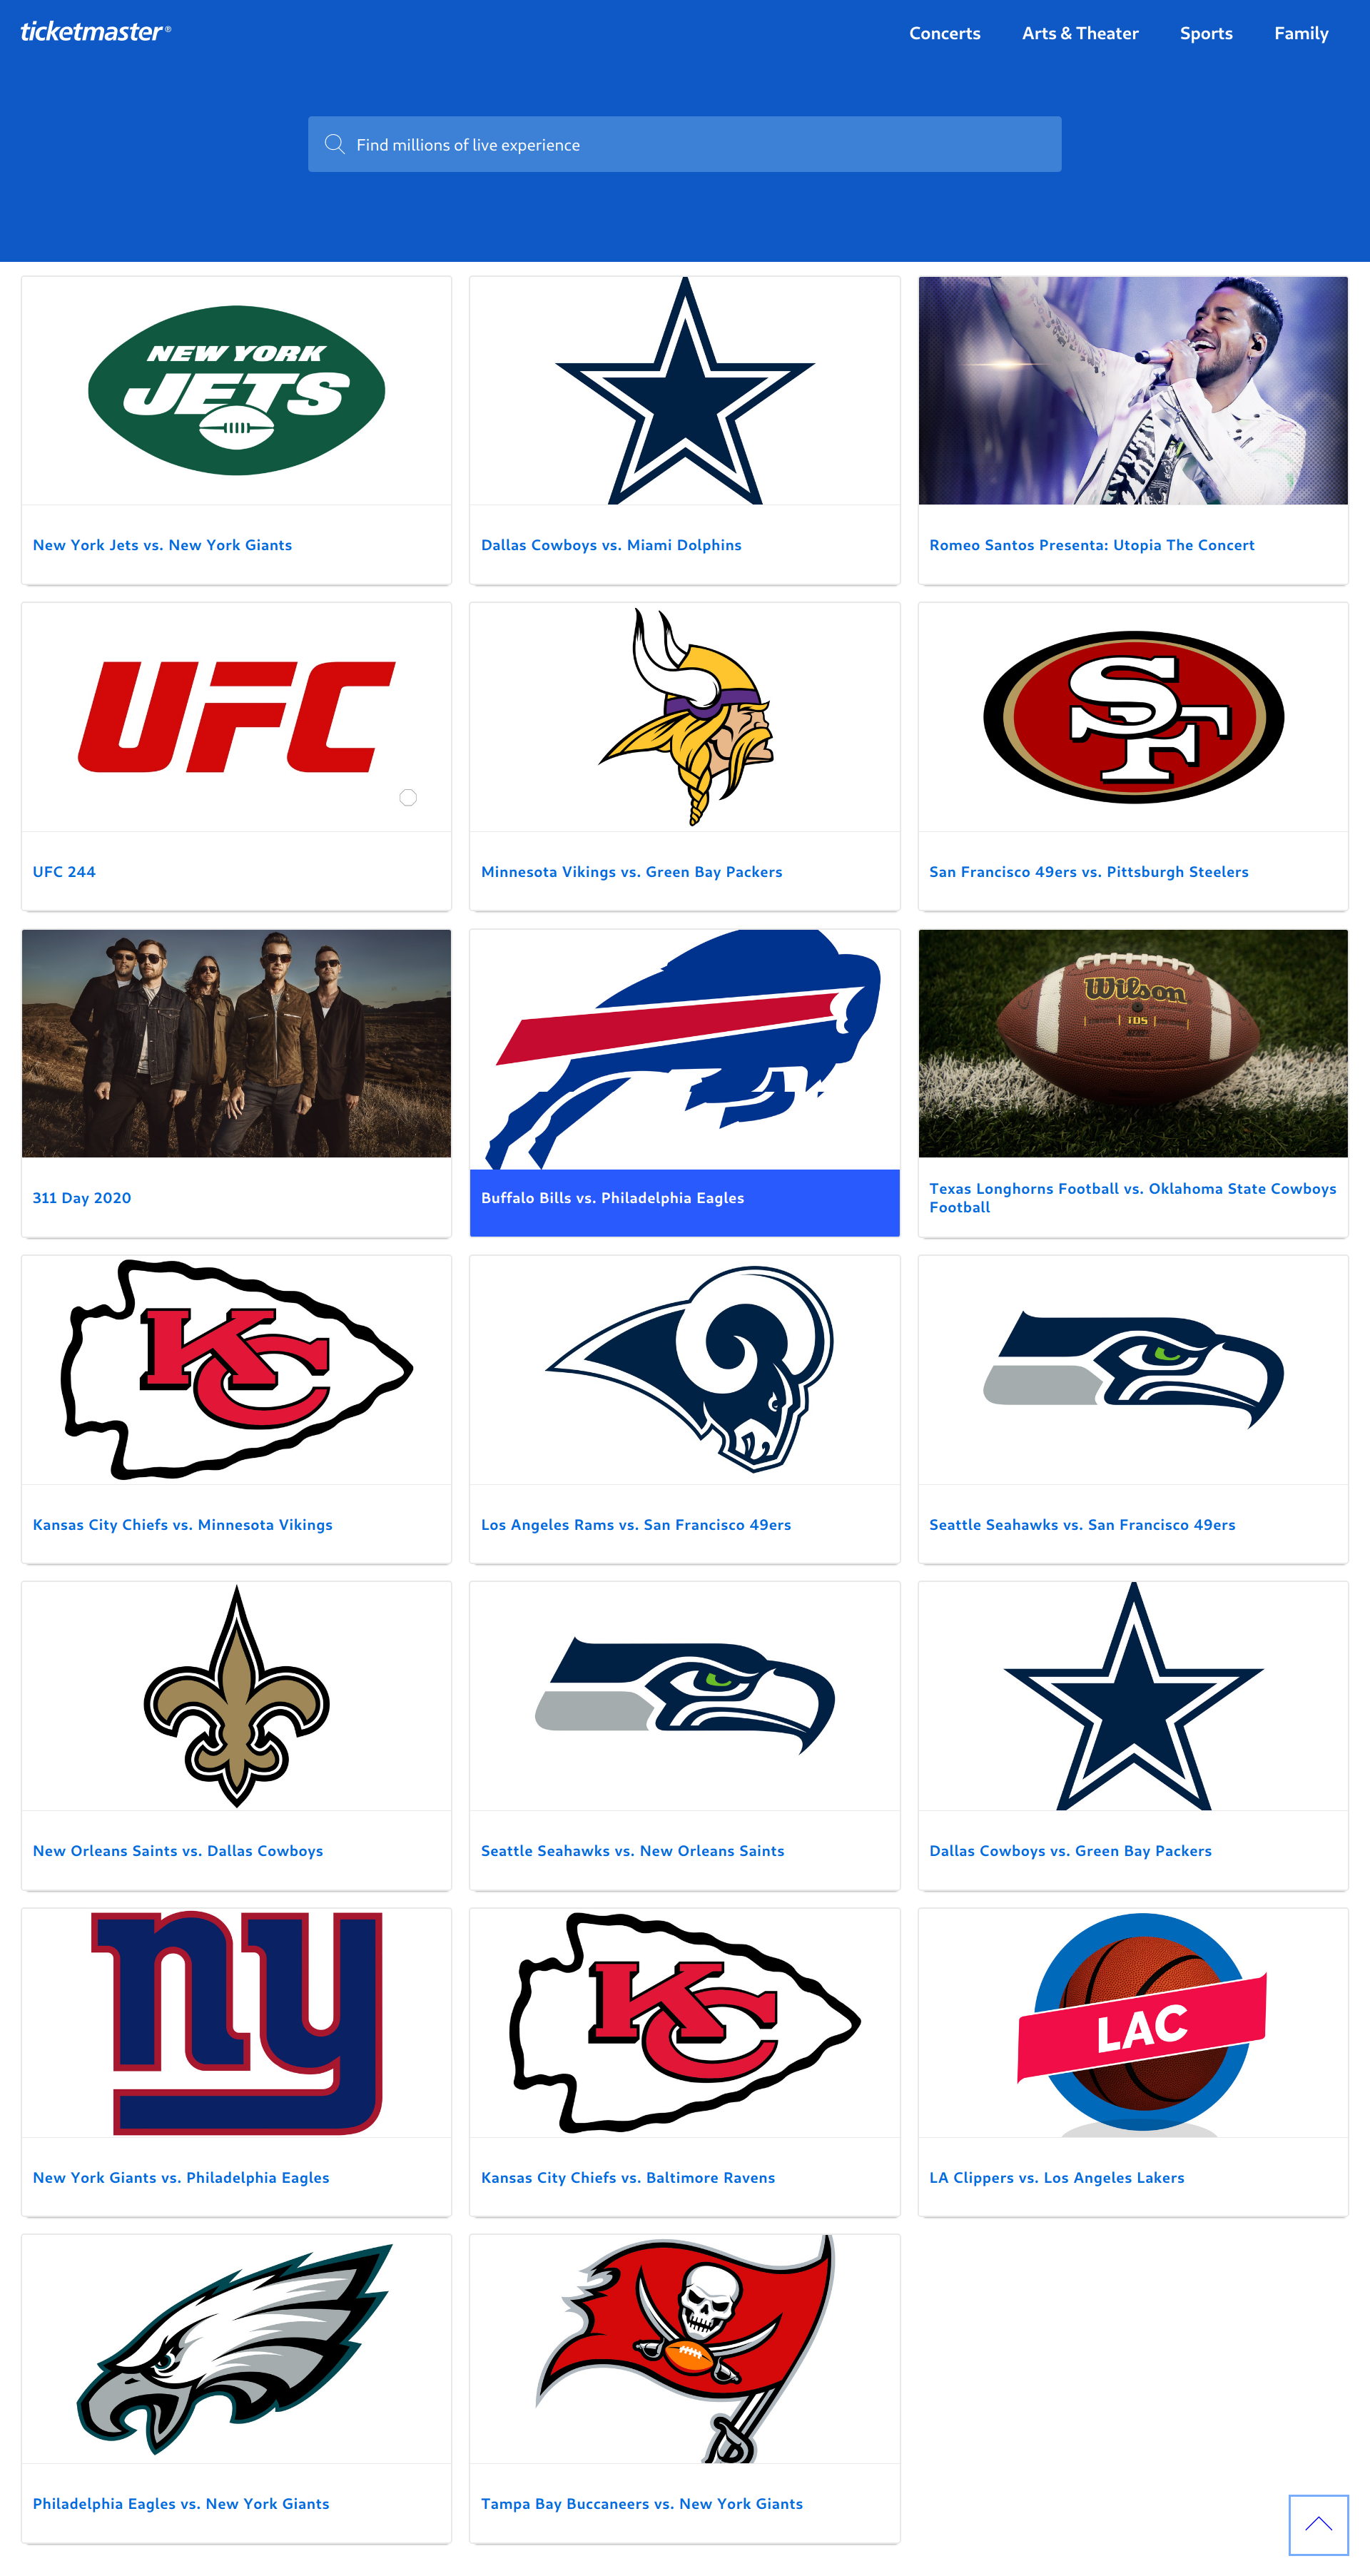 ticketmaster®
Concerts
Arts & Theater
Sports
Family
Find millions of live experience
NEW YORK
JETS
New York Jets vs. New York Giants
Dallas Cowboys vs. Miami Dolphins
Romeo Santos Presenta: Utopia The Concert
UFC
SF
UFC 244
Minnesota Vikings vs. Green Bay Packers
San Francisco 49ers vs. Pittsburgh Steelers
Wilson
TDS
311 Day 2020
Buffalo Bills vs. Philadelphia Eagles
Texas Longhorns Football vs. Oklahoma State Cowboys
Football
KC
Kansas City Chiefs vs. Minnesota Vikings
Los Angeles Rams vs. San Francisco 49ers
Seattle Seahawks vs. San Francisco 49ers
New Orleans Saints vs. Dallas Cowboys
Seattle Seahawks vs. New Orleans Saints
Dallas Cowboys vs. Green Bay Packers
ny
KC
LAC
New York Giants vs. Philadelphia Eagles
Kansas City Chiefs vs. Baltimore Ravens
LA Clippers vs. Los Angeles Lakers
Philadelphia Eagles vs. New York Giants
Tampa Bay Buccaneers vs. New York Giants